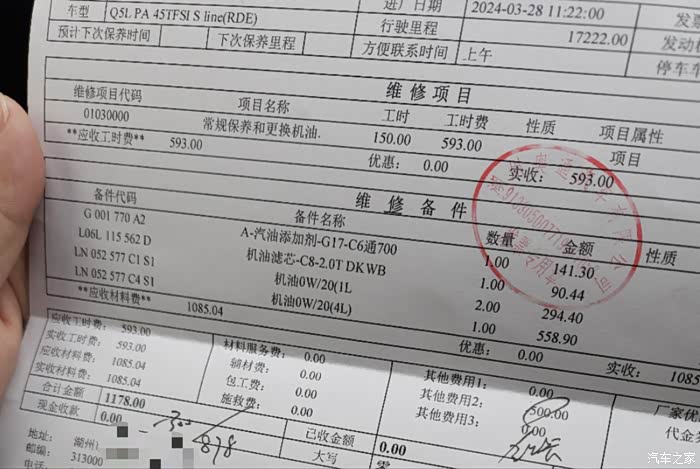 车型 Q5L PA 45TFSI S line(RDE) 进厂日期 2024-03-28 11:22:00
行驶里程 17222.00
预计下次保养时间 下次保养里程 方便联系时间 上午 停车车
维修项目
维修项目代码 项目名称 工时 工时费 性质 项目属性
01030000 常规保养和更换机油. 150.00 593.00 项目
**应收工时费** 593.00 优惠: 0.00 实收: 593.00
维修备件
备件代码 备件名称 数量 金额 性质
G 001 770 A2 A-汽油添加剂-G17-C6通700 1.00 141.30
L06L 115 562 D 机油滤芯-C8-2.0T DKWB 1.00 90.44
LN 052 577 C1 S1 机油0W/20(1L 2.00 294.40
LN 052 577 C4 S1 机油0W/20(4L) 1.00 558.90
**应收材料费** 1085.04 优惠: 0.00 实收: 1085
应收工时费: 593.00 材料服务费: 0.00 其他费用1: 0.00
实收工时费: 593.00 辅材费: 0.00 其他费用2: 500.00
应收材料费: 1085.04 包工费: 0.00 其他费用3: 0.00
实收材料费: 1085.04 施救费: 0.00
合计金额 1178.00 代金
现金收款 0.00 已收金额 0.00
-300
878
地址: 湖州 大写 零
邮编: 313000
电话
汽车之家